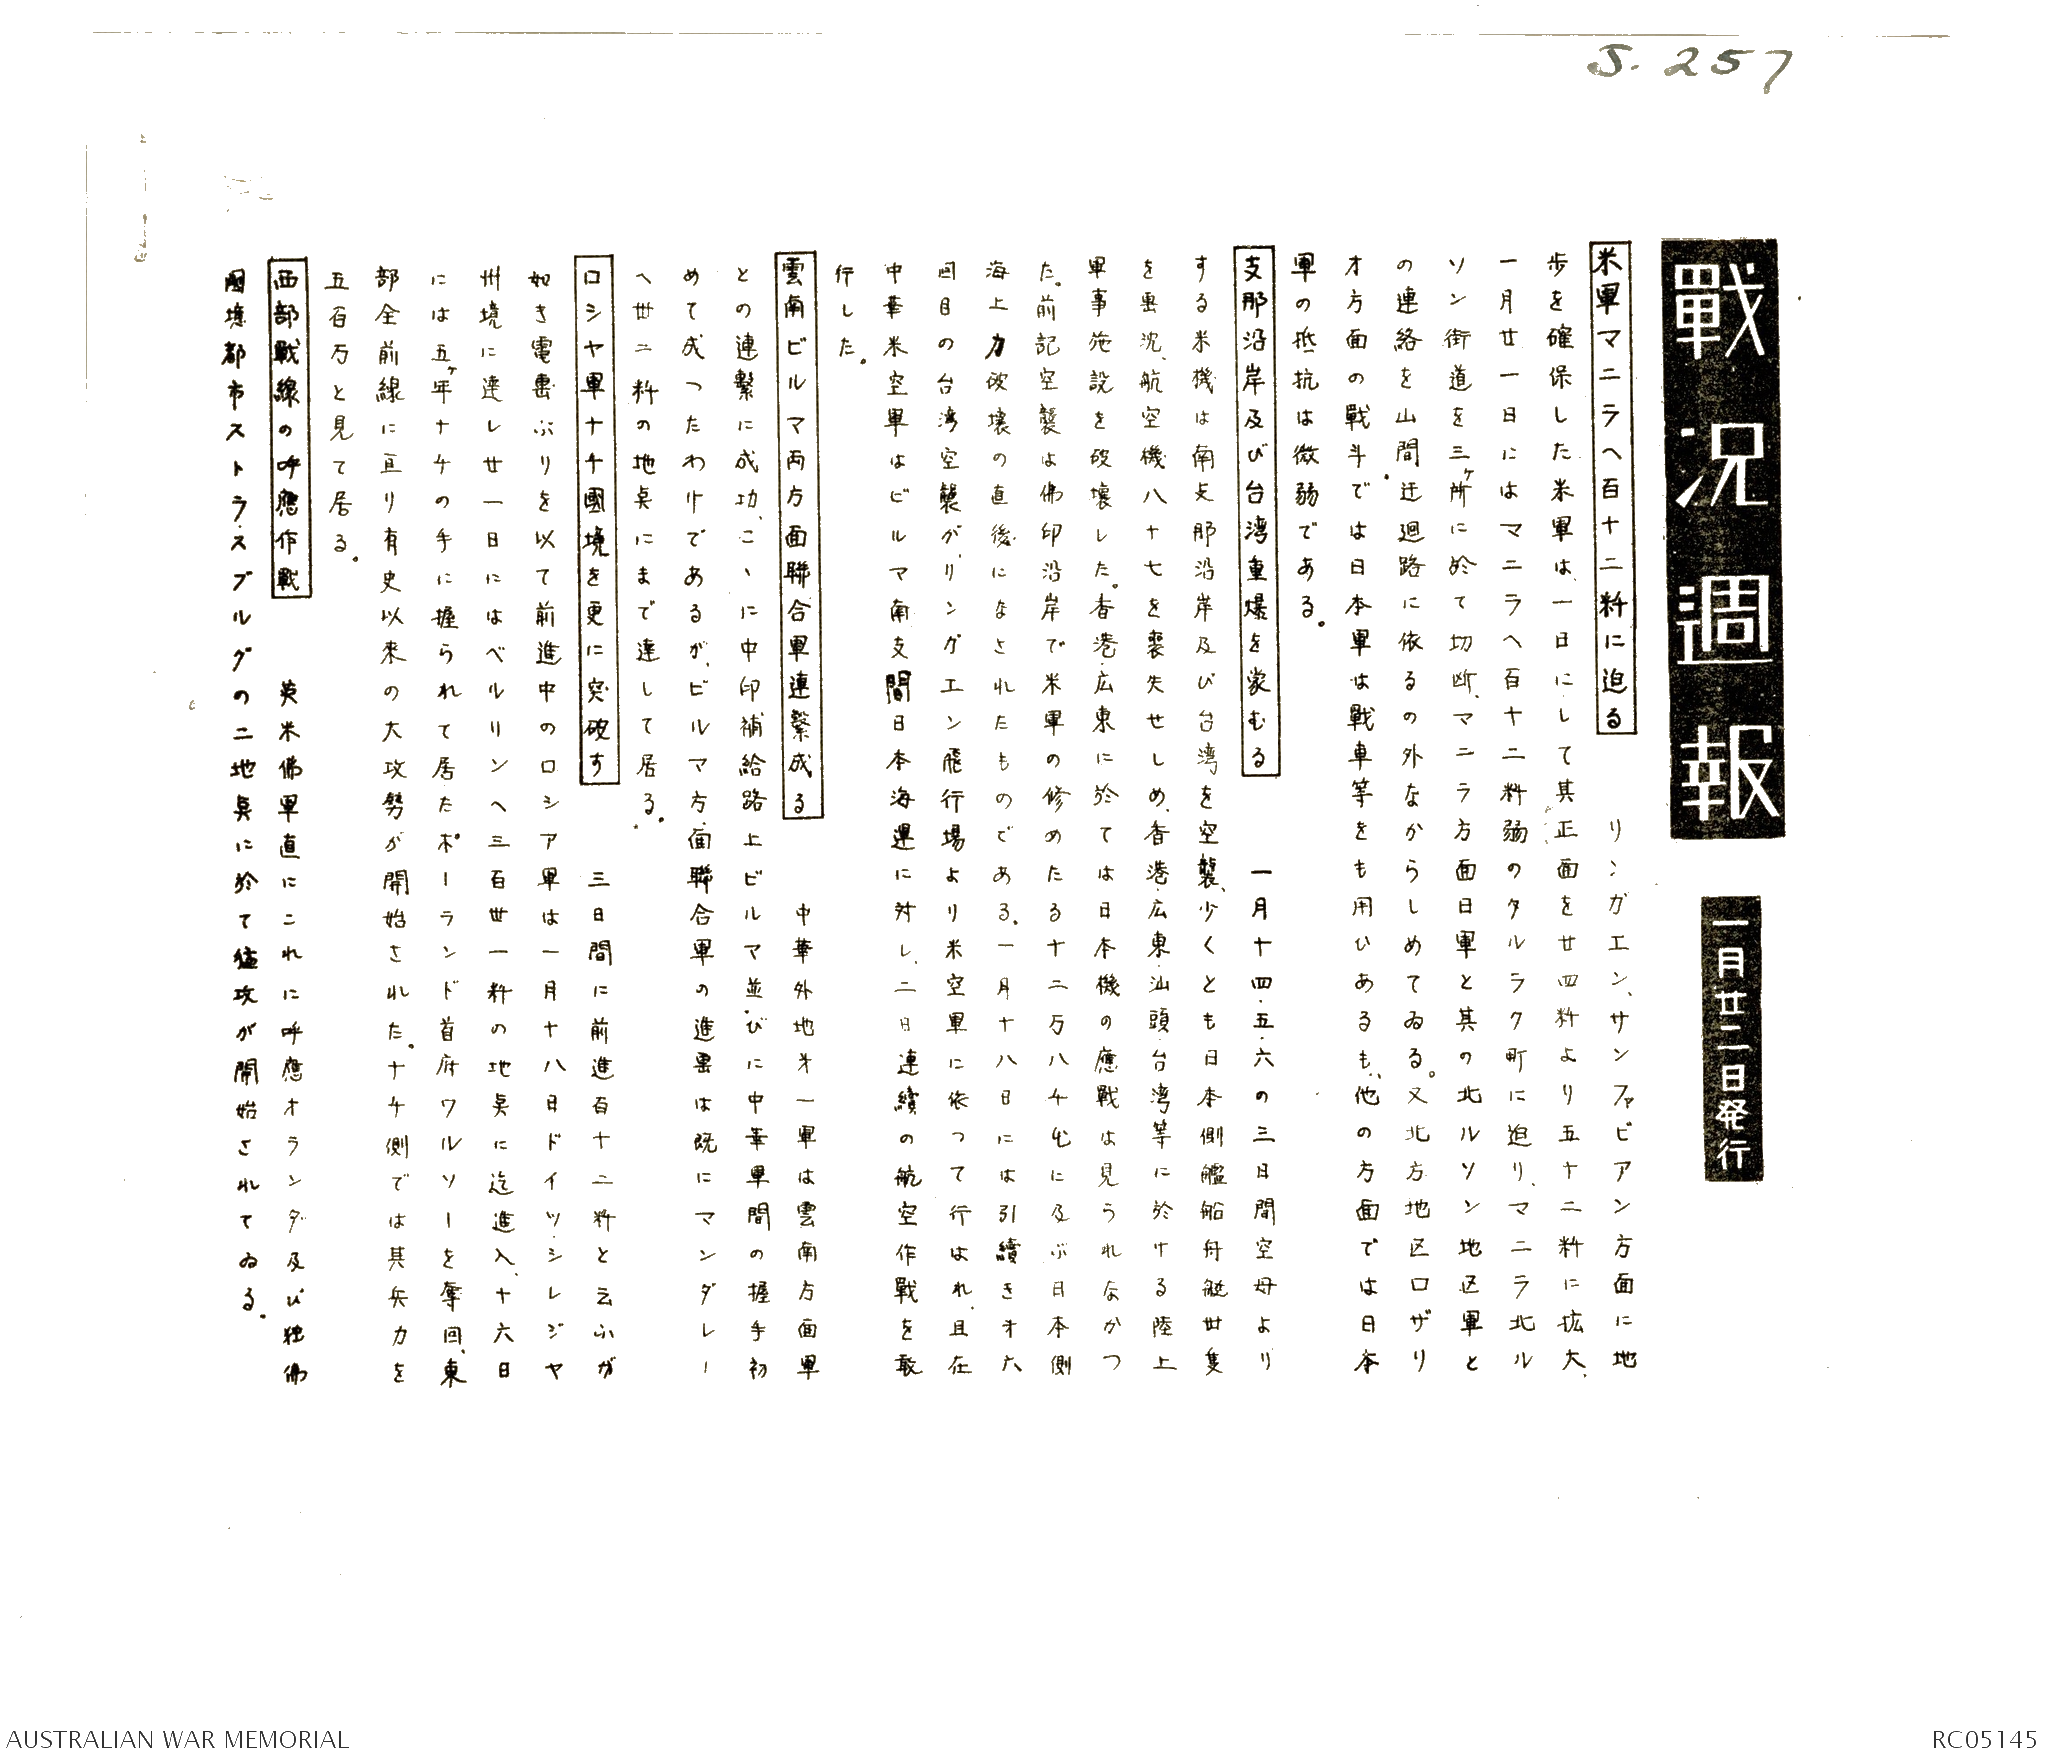 J. 257
戰況週報
一月廿二日発行
米軍マニラへ百十二粁に迫る　リンガエン、サンファビアン方面に地
歩を確保した米軍は、一日にして其正面を廿四粁より五十二粁に拡大、
一月廿一日にはマニラへ百十二粁弱のタルラク町に迫り、マニラ北ル
ソン街道を三ヶ所に於て切断、マニラ方面日軍と其の北ルソン地区軍と
の連絡を山間迂廻路に依るの外なからしめてゐる。又北方地区ロザリ
オ方面の戰斗では日本軍は戰車等をも用ひあるも、他の方面では日本
軍の抵抗は微弱である。
支那沿岸及び台湾重爆を蒙むる　一月十四.五.六の三日間空母より
する米機は南支那沿岸及び台湾を空襲、少くとも日本側艦船舟艇丗隻
を畄沈、航空機八十七を喪失せしめ、香港.広東.汕頭.台湾等に於ける陸上
軍事施設を破壊した。香港.広東に於ては日本機の應戰は見られなかつ
た。前記空襲は佛印沿岸で米軍の修めたる十二万八千屯に及ぶ日本側
海上力破壊の直後になされたものである。一月十八日には引續きオ六
回目の台湾空襲が、リンガエン飛行場より米空軍に依つて行はれ、且在
中華米空軍はビルマ南支間日本海運に対し、二日連續の航空作戰を敢
行した。
雲南ビルマ両方面聯合軍連繋成る　中華外地オ一軍は雲南方面軍
との連繋に成功、こゝに中印補給路上ビルマ並びに中華軍間の握手初
めて成つたわけであるが、ビルマ方面聯合軍の進畄は既にマンダレー
へ丗二粁の地点にまで達して居る。
ロシヤ軍ナチ國境を更に突破す　三日間に前進百十二粁と云ふが
如き電畄ぶりを以て前進中のロシア軍は一月十八日ドイツ.シレジヤ
州境に達し廿一日にはベルリンへ三百丗一粁の地点に迄進入、十六日
には五ヶ年ナチの手に握られて居たポーランド首府ワルソーを奪回、東
部全前線に亘り有史以来の大攻勢が開始された。ナチ側では其兵力を
五百万と見て居る。
西部戰線の呼應作戰　英米佛軍直にこれに呼應オランダ及び独佛
國境都市ストラスブルグの二地点に於て猛攻が開始されてゐる。
AUSTRALIAN WAR MEMORIAL
RC05145